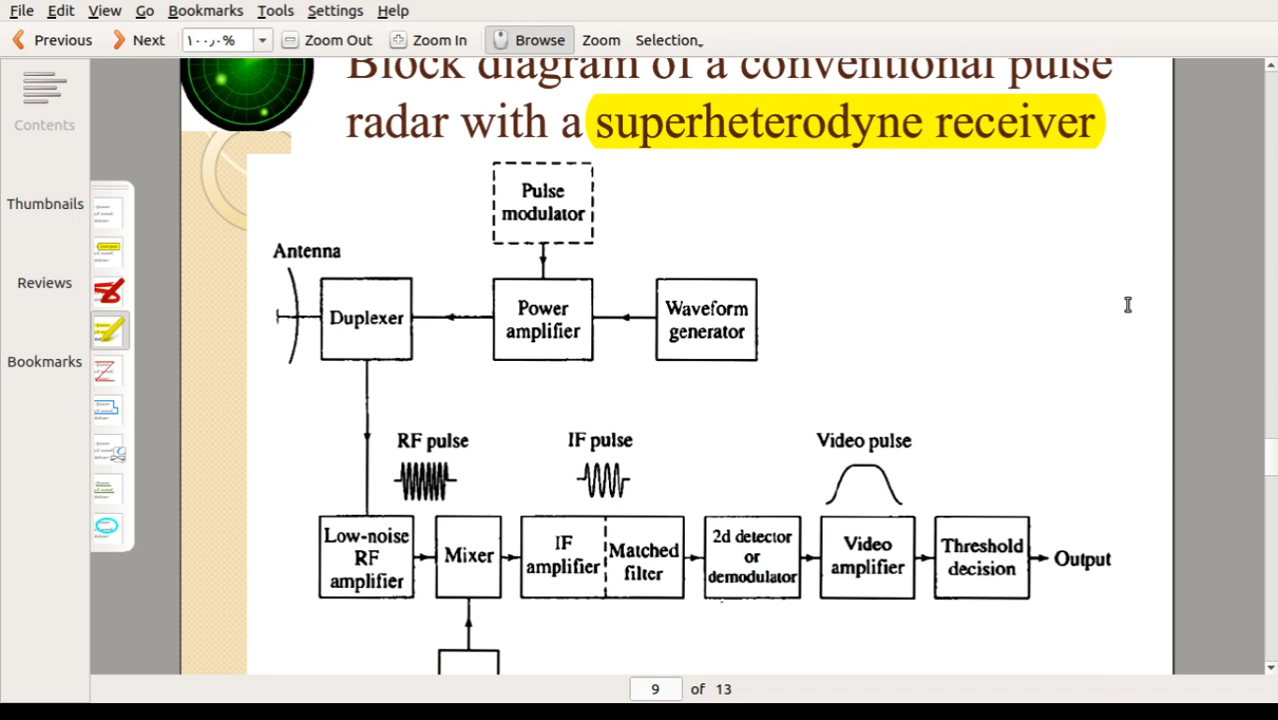 File Edit View Go Bookmarks Tools Settings Help
Previous Next ١٠٠٫٠% Zoom Out Zoom In Browse Zoom Selection
Contents
Thumbnails
Reviews
Bookmarks
Block diagram of a conventional pulse
radar with a superheterodyne receiver
Pulse
modulator
Antenna
Duplexer
Power
amplifier
Waveform
generator
RF pulse
IF pulse
Video pulse
Low-noise
RF
amplifier
Mixer
IF
amplifier
Matched
filter
2d detector
or
demodulator
Video
amplifier
Threshold
decision
Output
9 of 13